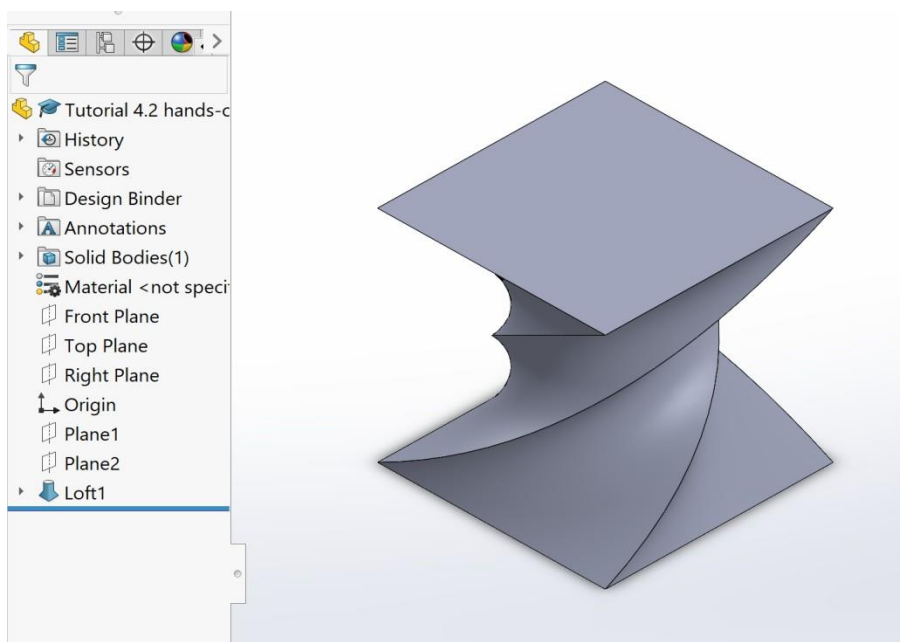 Tutorial 4.2 hands-c
History
Sensors
Design Binder
Annotations
Solid Bodies(1)
Material <not speci
Front Plane
Top Plane
Right Plane
Origin
Plane1
Plane2
Loft1